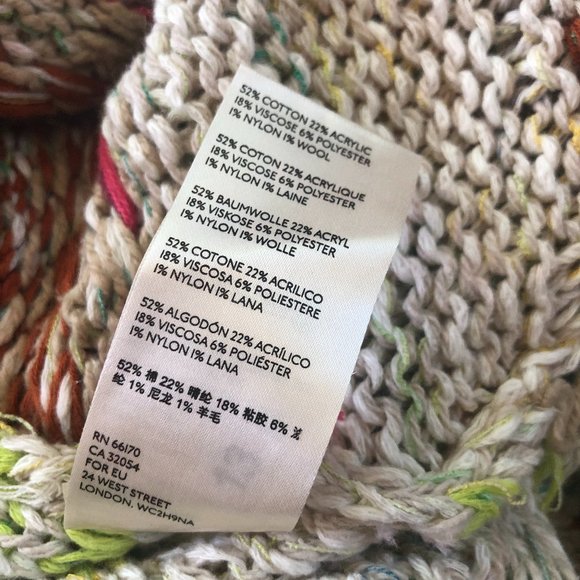 52% COTTON 22% ACRYLIC
18% VISCOSE 6% POLYESTER
1% NYLON 1% WOOL
52% COTON 22% ACRYLIQUE
18% VISCOSE 6% POLYESTER
1% NYLON 1% LAINE
52% BAUMWOLLE 22% ACRYL
18% VISKOSE 6% POLYESTER
1% NYLON 1% WOLLE
52% COTONE 22% ACRILICO
18% VISCOSA 6% POLIESTERE
1% NYLON 1% LANA
52% ALGODÓN 22% ACRÍLICO
18% VISCOSA 6% POLIÉSTER
1% NYLON 1% LANA
52% 棉 22% 晴纶 18% 粘胶 6%
纶 1% 尼龙 1% 羊毛
RN 66170
CA 32054
FOR EU
24 WEST STREET
LONDON, WC2H9NA